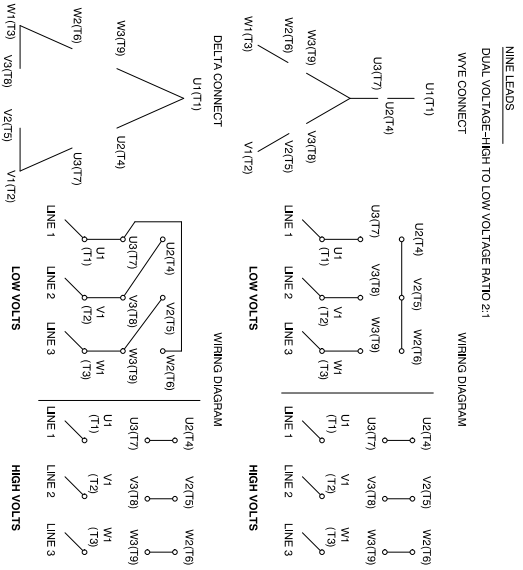 NINE LEADS
DUAL VOLTAGE-HIGH TO LOW VOLTAGE RATIO 2:1
WYE CONNECT
U1(T1)
U2(T4)
U3(T7)
W3(T9)
V3(T8)
W2(T6)
V2(T5)
W1(T3)
V1(T2)
WIRING DIAGRAM
U2(T4) V2(T5) W2(T6)
U3(T7) V3(T8) W3(T9)
U1 V1 W1
(T1) (T2) (T3)
LINE 1 LINE 2 LINE 3
LOW VOLTS
U2(T4) V2(T5) W2(T6)
U3(T7) V3(T8) W3(T9)
U1 V1 W1
(T1) (T2) (T3)
LINE 1 LINE 2 LINE 3
HIGH VOLTS
DELTA CONNECT
U1(T1)
W3(T9)
U2(T4)
W2(T6)
U3(T7)
V3(T8)
V2(T5)
W1(T3)
V1(T2)
WIRING DIAGRAM
U2(T4) V2(T5) W2(T6)
U3(T7) V3(T8) W3(T9)
U1 V1 W1
(T1) (T2) (T3)
LINE 1 LINE 2 LINE 3
LOW VOLTS
U2(T4) V2(T5) W2(T6)
U3(T7) V3(T8) W3(T9)
U1 V1 W1
(T1) (T2) (T3)
LINE 1 LINE 2 LINE 3
HIGH VOLTS